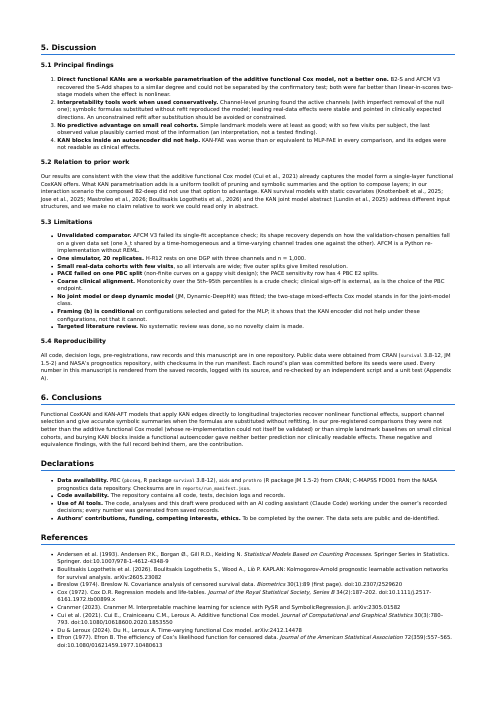 5. Discussion
5.1 Principal findings
1. Direct functional KANs are a workable parametrisation of the additive functional Cox model, not a better one. B2-S and AFCM V3
recovered the S-Add shapes to a similar degree and could not be separated by the confirmatory test; both were far better than linear-in-scores two-
stage models when the effect is nonlinear.
2. Interpretability tools work when used conservatively. Channel-level pruning found the active channels (with imperfect removal of the null
one); symbolic formulas substituted without refit reproduced the model; leading real-data effects were stable and pointed in clinically expected
directions. An unconstrained refit after substitution should be avoided or constrained.
3. No predictive advantage on small real cohorts. Simple landmark models were at least as good; with so few visits per subject, the last
observed value plausibly carried most of the information (an interpretation, not a tested finding).
4. KAN blocks inside an autoencoder did not help. KAN-FAE was worse than or equivalent to MLP-FAE in every comparison, and its edges were
not readable as clinical effects.
5.2 Relation to prior work
Our results are consistent with the view that the additive functional Cox model (Cui et al., 2021) already captures the model form a single-layer functional
CoxKAN offers. What KAN parametrisation adds is a uniform toolkit of pruning and symbolic summaries and the option to compose layers; in our
interaction scenario the composed B2-deep did not use that option to advantage. KAN survival models with static covariates (Knottenbelt et al., 2025;
Jose et al., 2025; Mastroleo et al., 2026; Boulitsakis Logothetis et al., 2026) and the KAN joint model abstract (Lundin et al., 2025) address different input
structures, and we make no claim relative to work we could read only in abstract.
5.3 Limitations
• Unvalidated comparator. AFCM V3 failed its single-fit acceptance check; its shape recovery depends on how the validation-chosen penalties fall
on a given data set (one λ_t shared by a time-homogeneous and a time-varying channel trades one against the other). AFCM is a Python re-
implementation without REML.
• One simulator, 20 replicates. H-R12 rests on one DGP with three channels and n = 1,000.
• Small real-data cohorts with few visits, so all intervals are wide; five outer splits give limited resolution.
• PACE failed on one PBC split (non-finite curves on a gappy visit design); the PACE sensitivity row has 4 PBC E2 splits.
• Coarse clinical alignment. Monotonicity over the 5th-95th percentiles is a crude check; clinical sign-off is external, as is the choice of the PBC
endpoint.
• No joint model or deep dynamic model (JM, Dynamic-DeepHit) was fitted; the two-stage mixed-effects Cox model stands in for the joint-model
class.
• Framing (b) is conditional on configurations selected and gated for the MLP; it shows that the KAN encoder did not help under these
configurations, not that it cannot.
• Targeted literature review. No systematic review was done, so no novelty claim is made.
5.4 Reproducibility
All code, decision logs, pre-registrations, raw records and this manuscript are in one repository. Public data were obtained from CRAN (survival 3.8-12, JM
1.5-2) and NASA's prognostics repository, with checksums in the run manifest. Each round's plan was committed before its seeds were used. Every
number in this manuscript is rendered from the saved records, logged with its source, and re-checked by an independent script and a unit test (Appendix
A).
6. Conclusions
Functional CoxKAN and KAN-AFT models that apply KAN edges directly to longitudinal trajectories recover nonlinear functional effects, support channel
selection and give accurate symbolic summaries when the formulas are substituted without refitting. In our pre-registered comparisons they were not
better than the additive functional Cox model (whose re-implementation could not itself be validated) or than simple landmark baselines on small clinical
cohorts, and burying KAN blocks inside a functional autoencoder gave neither better prediction nor clinically readable effects. These negative and
equivalence findings, with the full record behind them, are the contribution.
Declarations
• Data availability. PBC (pbcseq, R package survival 3.8-12), aids and prothro (R package JM 1.5-2) from CRAN; C-MAPSS FD001 from the NASA
prognostics data repository. Checksums are in reports/run_manifest.json.
• Code availability. The repository contains all code, tests, decision logs and records.
• Use of AI tools. The code, analyses and this draft were produced with an AI coding assistant (Claude Code) working under the owner's recorded
decisions; every number was generated from saved records.
• Authors' contributions, funding, competing interests, ethics. To be completed by the owner. The data sets are public and de-identified.
References
• Andersen et al. (1993). Andersen P.K., Borgan Ø., Gill R.D., Keiding N. Statistical Models Based on Counting Processes. Springer Series in Statistics.
Springer. doi:10.1007/978-1-4612-4348-9
• Boulitsakis Logothetis et al. (2026). Boulitsakis Logothetis S., Wood A., Liò P. KAPLAN: Kolmogorov-Arnold prognostic learnable activation networks
for survival analysis. arXiv:2605.23082
• Breslow (1974). Breslow N. Covariance analysis of censored survival data. Biometrics 30(1):89 (first page). doi:10.2307/2529620
• Cox (1972). Cox D.R. Regression models and life-tables. Journal of the Royal Statistical Society, Series B 34(2):187–202. doi:10.1111/j.2517-
6161.1972.tb00899.x
• Cranmer (2023). Cranmer M. Interpretable machine learning for science with PySR and SymbolicRegression.jl. arXiv:2305.01582
• Cui et al. (2021). Cui E., Crainiceanu C.M., Leroux A. Additive functional Cox model. Journal of Computational and Graphical Statistics 30(3):780–
793. doi:10.1080/10618600.2020.1853550
• Du & Leroux (2024). Du H., Leroux A. Time-varying functional Cox model. arXiv:2412.14478
• Efron (1977). Efron B. The efficiency of Cox's likelihood function for censored data. Journal of the American Statistical Association 72(359):557–565.
doi:10.1080/01621459.1977.10480613